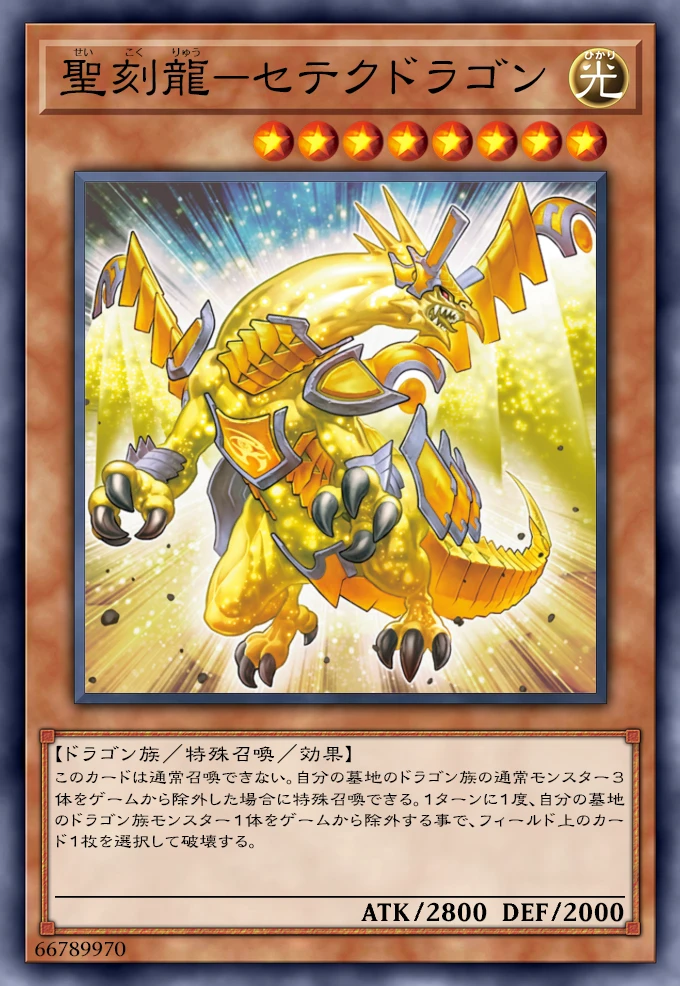 せい こく りゅう
聖刻龍－セテクドラゴン
ひかり
光
【ドラゴン族／特殊召喚／効果】
このカードは通常召喚できない。自分の墓地のドラゴン族の通常モンスター３
体をゲームから除外した場合に特殊召喚できる。１ターンに１度、自分の墓地
のドラゴン族モンスター１体をゲームから除外する事で、フィールド上のカー
ド１枚を選択して破壊する。
ATK/2800 DEF/2000
66789970